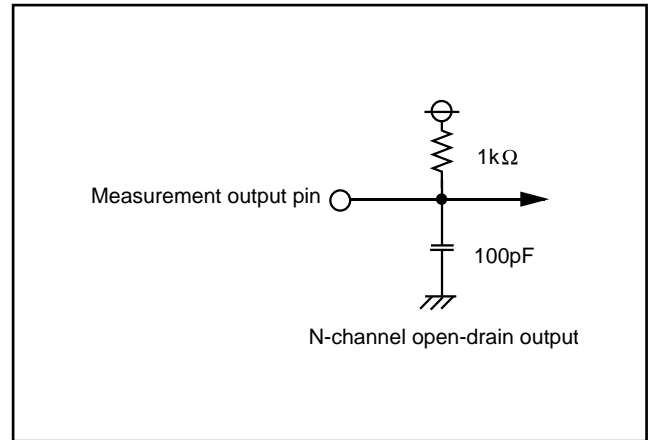 1kΩ
Measurement output pin
100pF
N-channel open-drain output